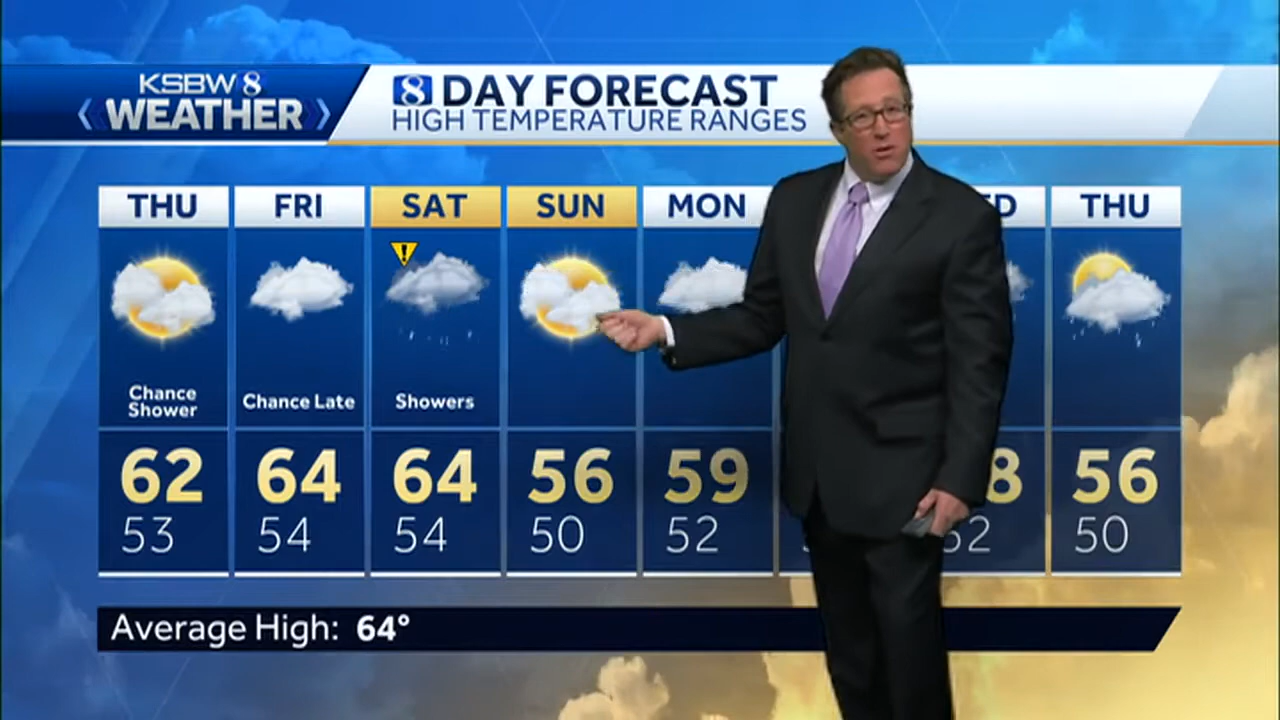 KSBW 8
WEATHER
8 DAY FORECAST
HIGH TEMPERATURE RANGES
THU FRI SAT SUN MON THU
!
Chance
Shower
Chance Late
Showers
62 64 64 56 59 56
53 54 54 50 52 50
Average High: 64°